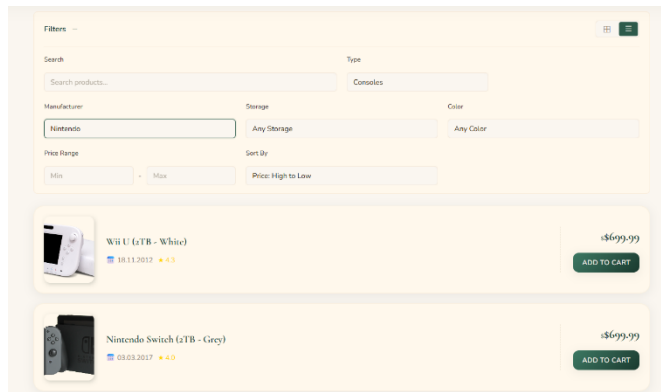 Filters
Search
Type
Search products...
Consoles
Manufacturer
Storage
Color
Nintendo
Any Storage
Any Color
Price Range
Sort By
Min - Max
Price: High to Low
Wii U (2TB - White)
18.11.2012 ★ 4.3
$699.99
ADD TO CART
Nintendo Switch (2TB - Grey)
03.03.2017 ★ 4.0
$699.99
ADD TO CART